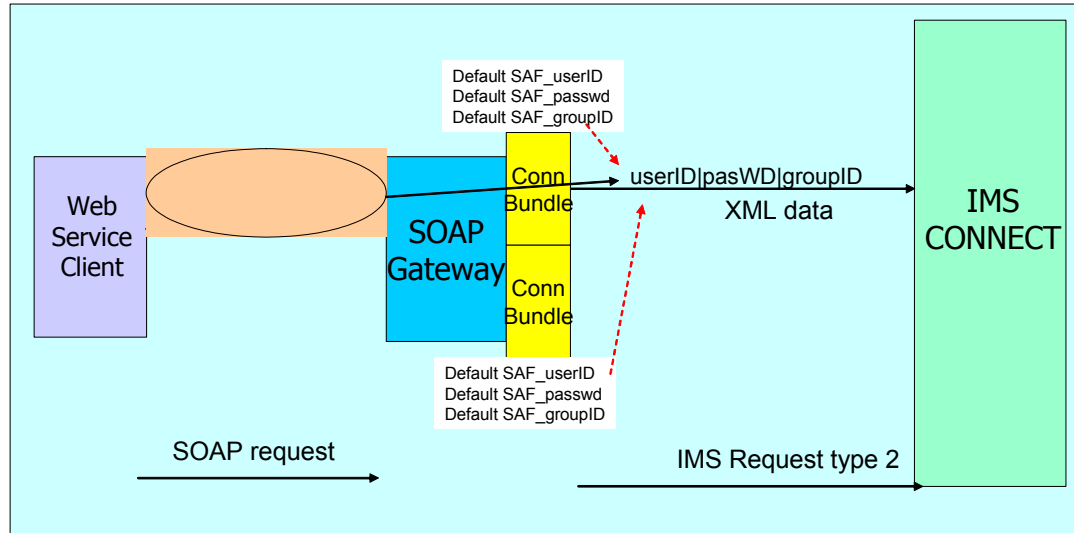 Default SAF_userID
Default SAF_passwd
Default SAF_groupID
Web
Service
Client
SOAP
Gateway
Conn
Bundle
Conn
Bundle
userID|pasWD|groupID
XML data
IMS
CONNECT
Default SAF_userID
Default SAF_passwd
Default SAF_groupID
SOAP request
IMS Request type 2